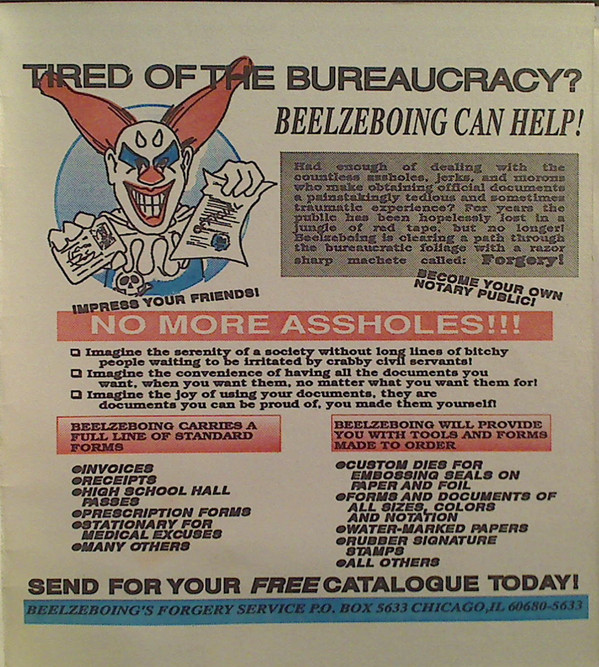 TIRED OF THE BUREAUCRACY?
BEELZEBOING CAN HELP!
Had enough of dealing with the
countless assholes, jerks, and morons
who make obtaining official documents
a painstakingly tedious and sometimes
traumatic experience? For years the
public has been hopelessly lost in a
jungle of red tape, but no longer!
Beelzeboing is clearing a path through
the bureaucratic foliage with a razor
sharp machete called: Forgery!
IMPRESS YOUR FRIENDS!
BECOME YOUR OWN
NOTARY PUBLIC!
NO MORE ASSHOLES!!!
Imagine the serenity of a society without long lines of bitchy
people waiting to be irritated by crabby civil servants!
Imagine the convenience of having all the documents you
want, when you want them, no matter what you want them for!
Imagine the joy of using your documents, they are
documents you can be proud of, you made them yourself!
BEELZEBOING CARRIES A
FULL LINE OF STANDARD
FORMS
INVOICES
RECEIPTS
HIGH SCHOOL HALL
PASSES
PRESCRIPTION FORMS
STATIONARY FOR
MEDICAL EXCUSES
MANY OTHERS
BEELZEBOING WILL PROVIDE
YOU WITH TOOLS AND FORMS
MADE TO ORDER
CUSTOM DIES FOR
EMBOSSING SEALS ON
PAPER AND FOIL
FORMS AND DOCUMENTS OF
ALL SIZES, COLORS
AND NOTATION
WATER-MARKED PAPERS
RUBBER SIGNATURE
STAMPS
ALL OTHERS
SEND FOR YOUR FREE CATALOGUE TODAY!
BEELZEBOING'S FORGERY SERVICE P.O. BOX 5633 CHICAGO,IL 60680-5633